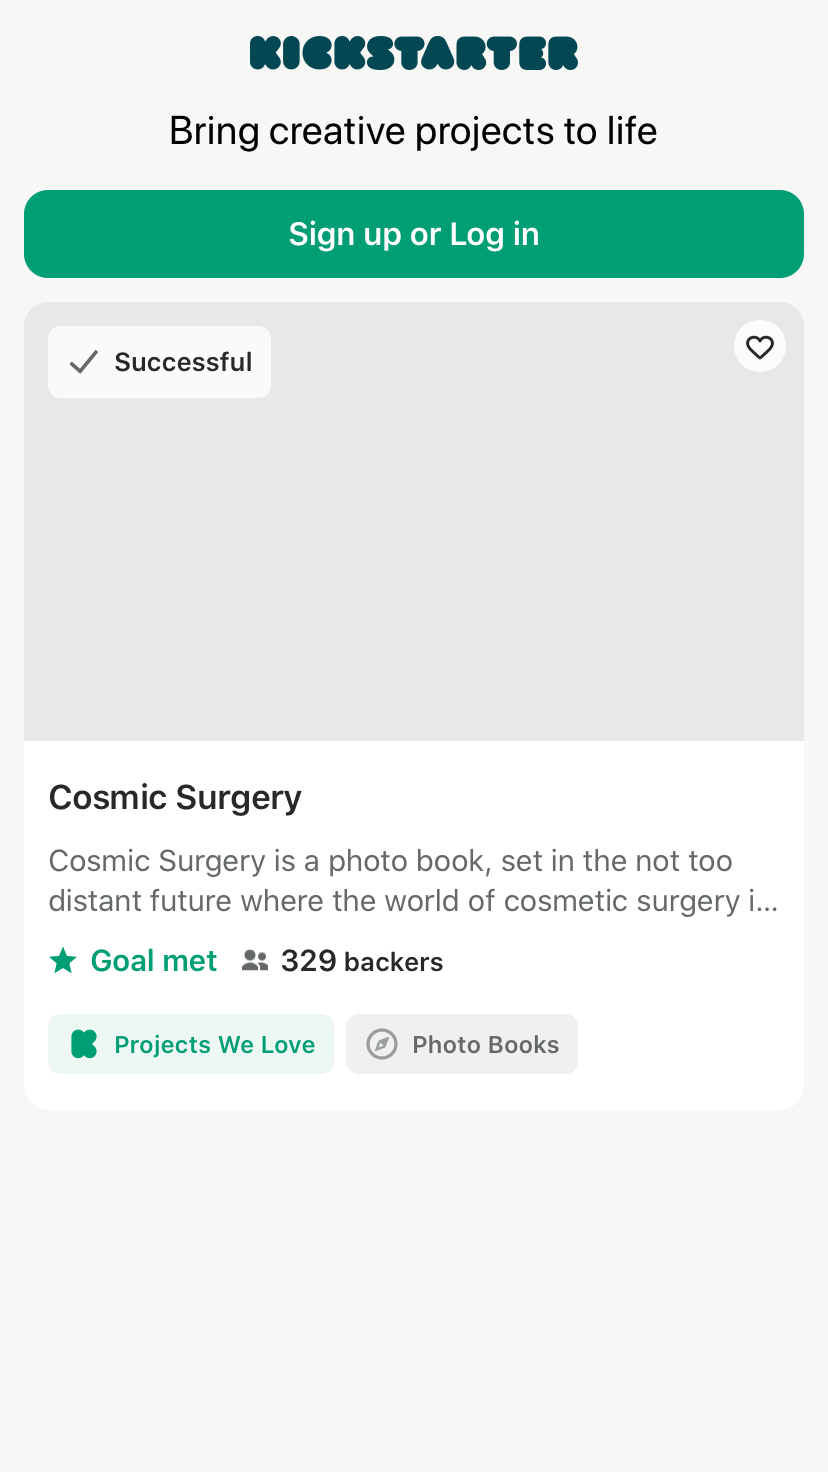 KICKSTARTER
Bring creative projects to life
Sign up or Log in
Successful
Cosmic Surgery
Cosmic Surgery is a photo book, set in the not too
distant future where the world of cosmetic surgery i...
Goal met 329 backers
Projects We Love Photo Books